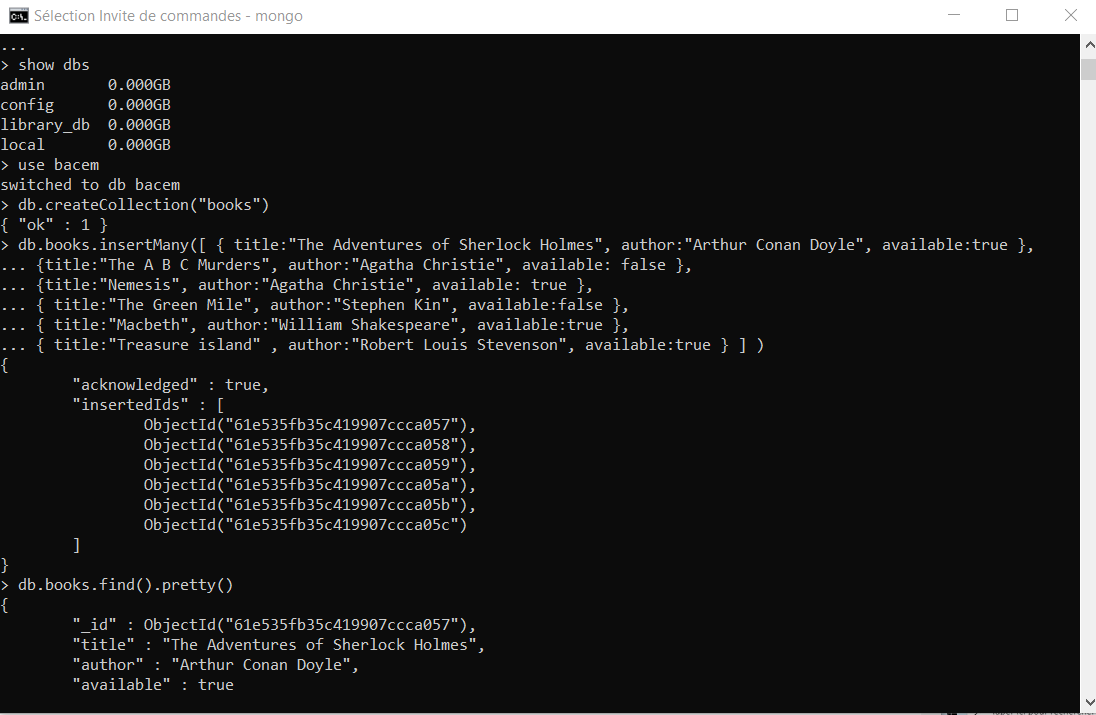 Sélection Invite de commandes - mongo
...
> show dbs
admin       0.000GB
config      0.000GB
library_db  0.000GB
local       0.000GB
> use bacem
switched to db bacem
> db.createCollection("books")
{ "ok" : 1 }
> db.books.insertMany([ { title:"The Adventures of Sherlock Holmes", author:"Arthur Conan Doyle", available:true },
... {title:"The A B C Murders", author:"Agatha Christie", available: false },
... {title:"Nemesis", author:"Agatha Christie", available: true },
... { title:"The Green Mile", author:"Stephen Kin", available:false },
... { title:"Macbeth", author:"William Shakespeare", available:true },
... { title:"Treasure island" , author:"Robert Louis Stevenson", available:true } ] )
{
        "acknowledged" : true,
        "insertedIds" : [
                ObjectId("61e535fb35c419907ccca057"),
                ObjectId("61e535fb35c419907ccca058"),
                ObjectId("61e535fb35c419907ccca059"),
                ObjectId("61e535fb35c419907ccca05a"),
                ObjectId("61e535fb35c419907ccca05b"),
                ObjectId("61e535fb35c419907ccca05c")
        ]
}
> db.books.find().pretty()
{
        "_id" : ObjectId("61e535fb35c419907ccca057"),
        "title" : "The Adventures of Sherlock Holmes",
        "author" : "Arthur Conan Doyle",
        "available" : true